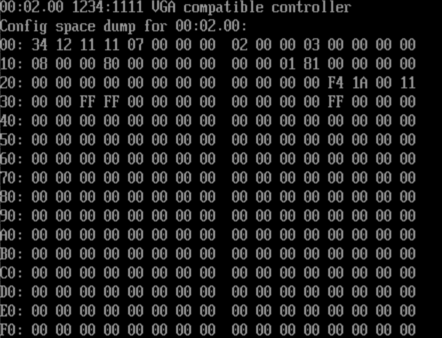 00:02.00 1234:1111 VGA compatible controller
Config space dump for 00:02.00:
00: 34 12 11 11 07 00 00 00 02 00 00 03 00 00 00 00
10: 08 00 00 80 00 00 00 00 00 00 01 81 00 00 00 00
20: 00 00 00 00 00 00 00 00 00 00 00 00 F4 1A 00 11
30: 00 00 FF FF 00 00 00 00 00 00 00 00 FF 00 00 00
40: 00 00 00 00 00 00 00 00 00 00 00 00 00 00 00 00
50: 00 00 00 00 00 00 00 00 00 00 00 00 00 00 00 00
60: 00 00 00 00 00 00 00 00 00 00 00 00 00 00 00 00
70: 00 00 00 00 00 00 00 00 00 00 00 00 00 00 00 00
80: 00 00 00 00 00 00 00 00 00 00 00 00 00 00 00 00
90: 00 00 00 00 00 00 00 00 00 00 00 00 00 00 00 00
A0: 00 00 00 00 00 00 00 00 00 00 00 00 00 00 00 00
B0: 00 00 00 00 00 00 00 00 00 00 00 00 00 00 00 00
C0: 00 00 00 00 00 00 00 00 00 00 00 00 00 00 00 00
D0: 00 00 00 00 00 00 00 00 00 00 00 00 00 00 00 00
E0: 00 00 00 00 00 00 00 00 00 00 00 00 00 00 00 00
F0: 00 00 00 00 00 00 00 00 00 00 00 00 00 00 00 00